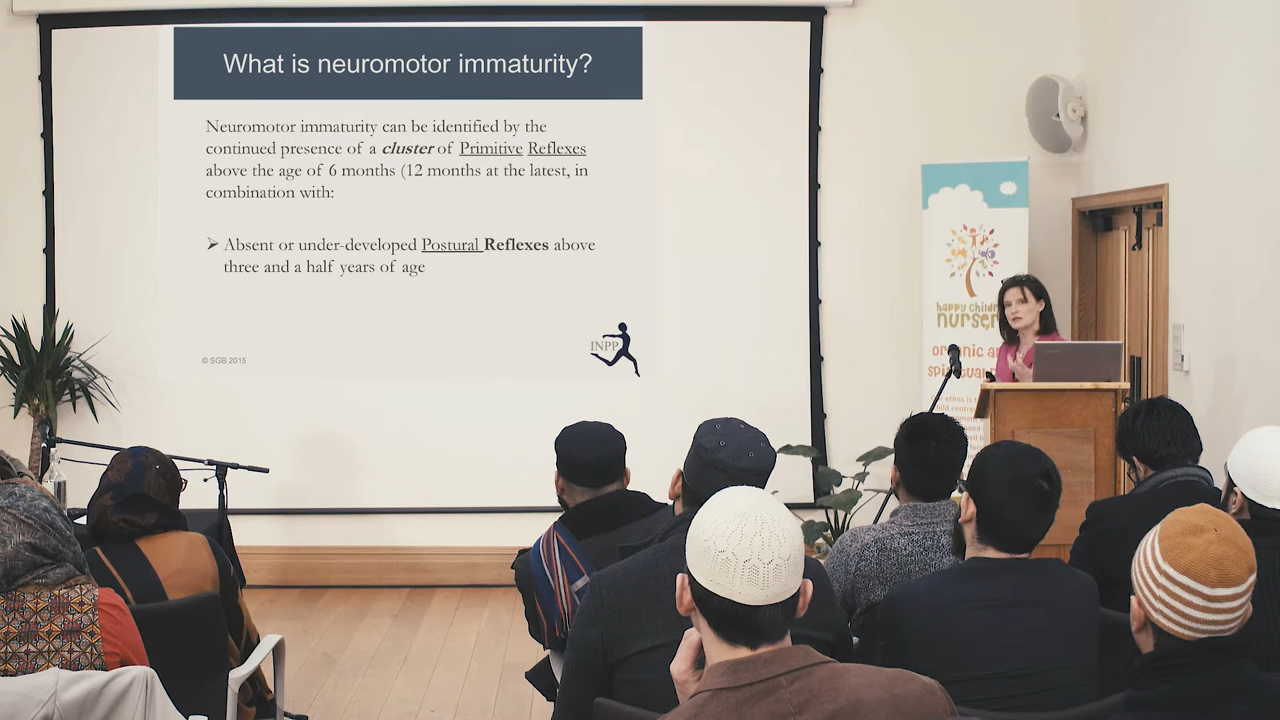 What is neuromotor immaturity?
Neuromotor immaturity can be identified by the
continued presence of a cluster of Primitive Reflexes
above the age of 6 months (12 months at the latest, in
combination with:
➢ Absent or under-developed Postural Reflexes above
three and a half years of age
INPP
© SGB 2015
happy
nurser
organic